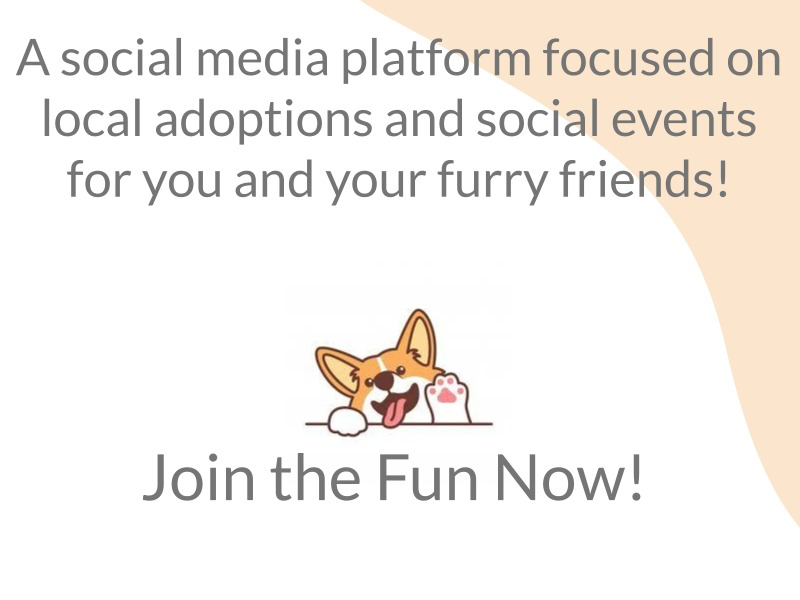 A social media platform focused on
local adoptions and social events
for you and your furry friends!
Join the Fun Now!